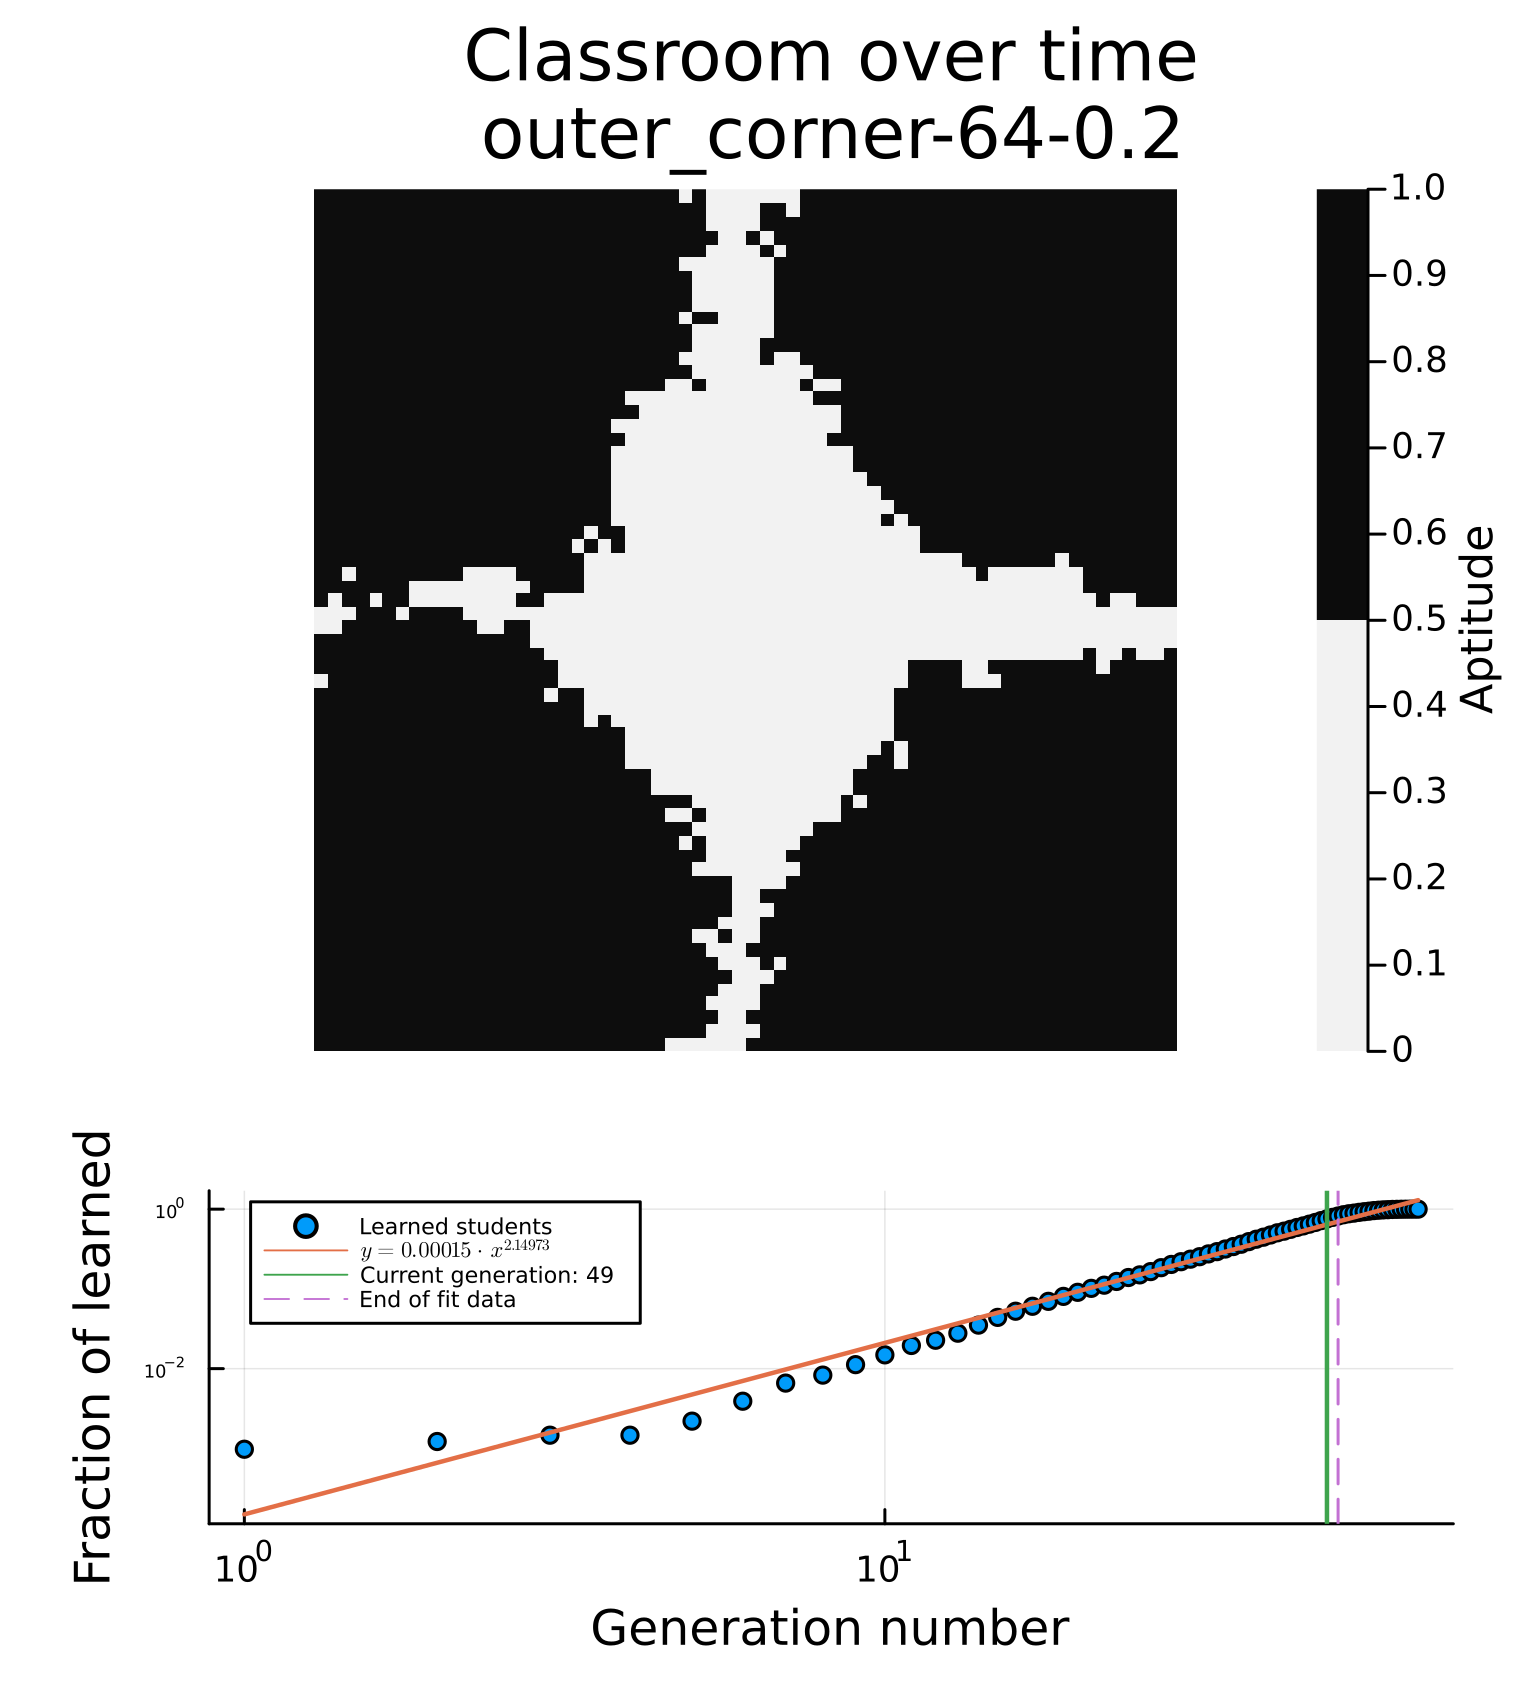 Classroom over time
outer_corner-64-0.2
1.0
0.9
0.8
0.7
0.6
0.5
0.4
0.3
0.2
0.1
0
Aptitude
Fraction of learned
10^0
10^-2
Learned students
y = 0.00015 · x^2.14973
Current generation: 49
End of fit data
10^0
10^1
Generation number